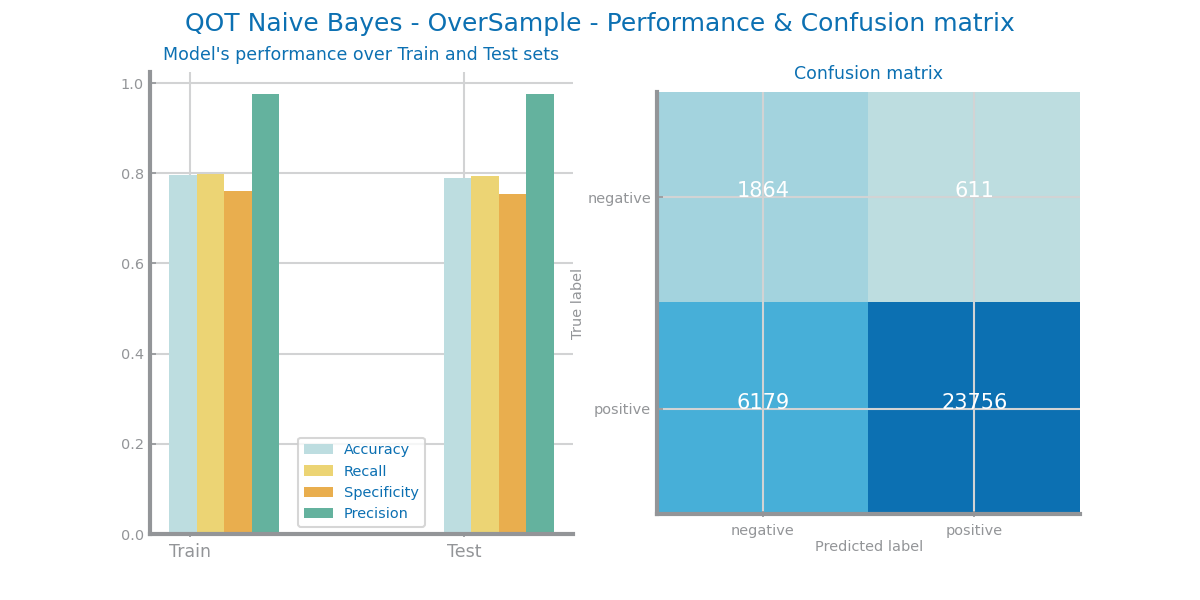 QOT Naive Bayes - OverSample - Performance & Confusion matrix
Model's performance over Train and Test sets
1.0
0.8
0.6
0.4
0.2
0.0
Train
Test
Accuracy
Recall
Specificity
Precision
Confusion matrix
True label
negative
positive
1864
611
6179
23756
negative
positive
Predicted label